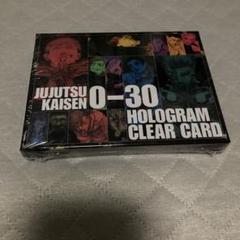 JUJUTSU
KAISEN 0-30
HOLOGRAM
CLEAR CARD